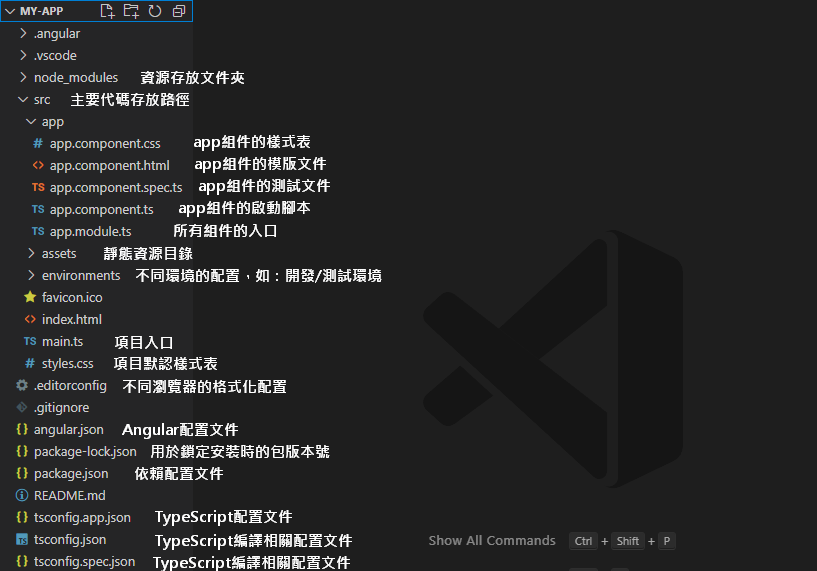 MY-APP
.angular
.vscode
node_modules 資源存放文件夾
src 主要代碼存放路徑
app
# app.component.css app組件的樣式表
<> app.component.html app組件的模版文件
TS app.component.spec.ts app組件的測試文件
TS app.component.ts app組件的啟動腳本
TS app.module.ts 所有組件的入口
assets 靜態資源目錄
environments 不同環境的配置，如：開發/測試環境
favicon.ico
<> index.html
TS main.ts 項目入口
# styles.css 項目默認樣式表
.editorconfig 不同瀏覽器的格式化配置
.gitignore
{} angular.json Angular配置文件
{} package-lock.json 用於鎖定安裝時的包版本號
{} package.json 依賴配置文件
README.md
{} tsconfig.app.json TypeScript配置文件
TS tsconfig.json TypeScript編譯相關配置文件
{} tsconfig.spec.json TypeScript編譯相關配置文件
Show All Commands Ctrl + Shift + P